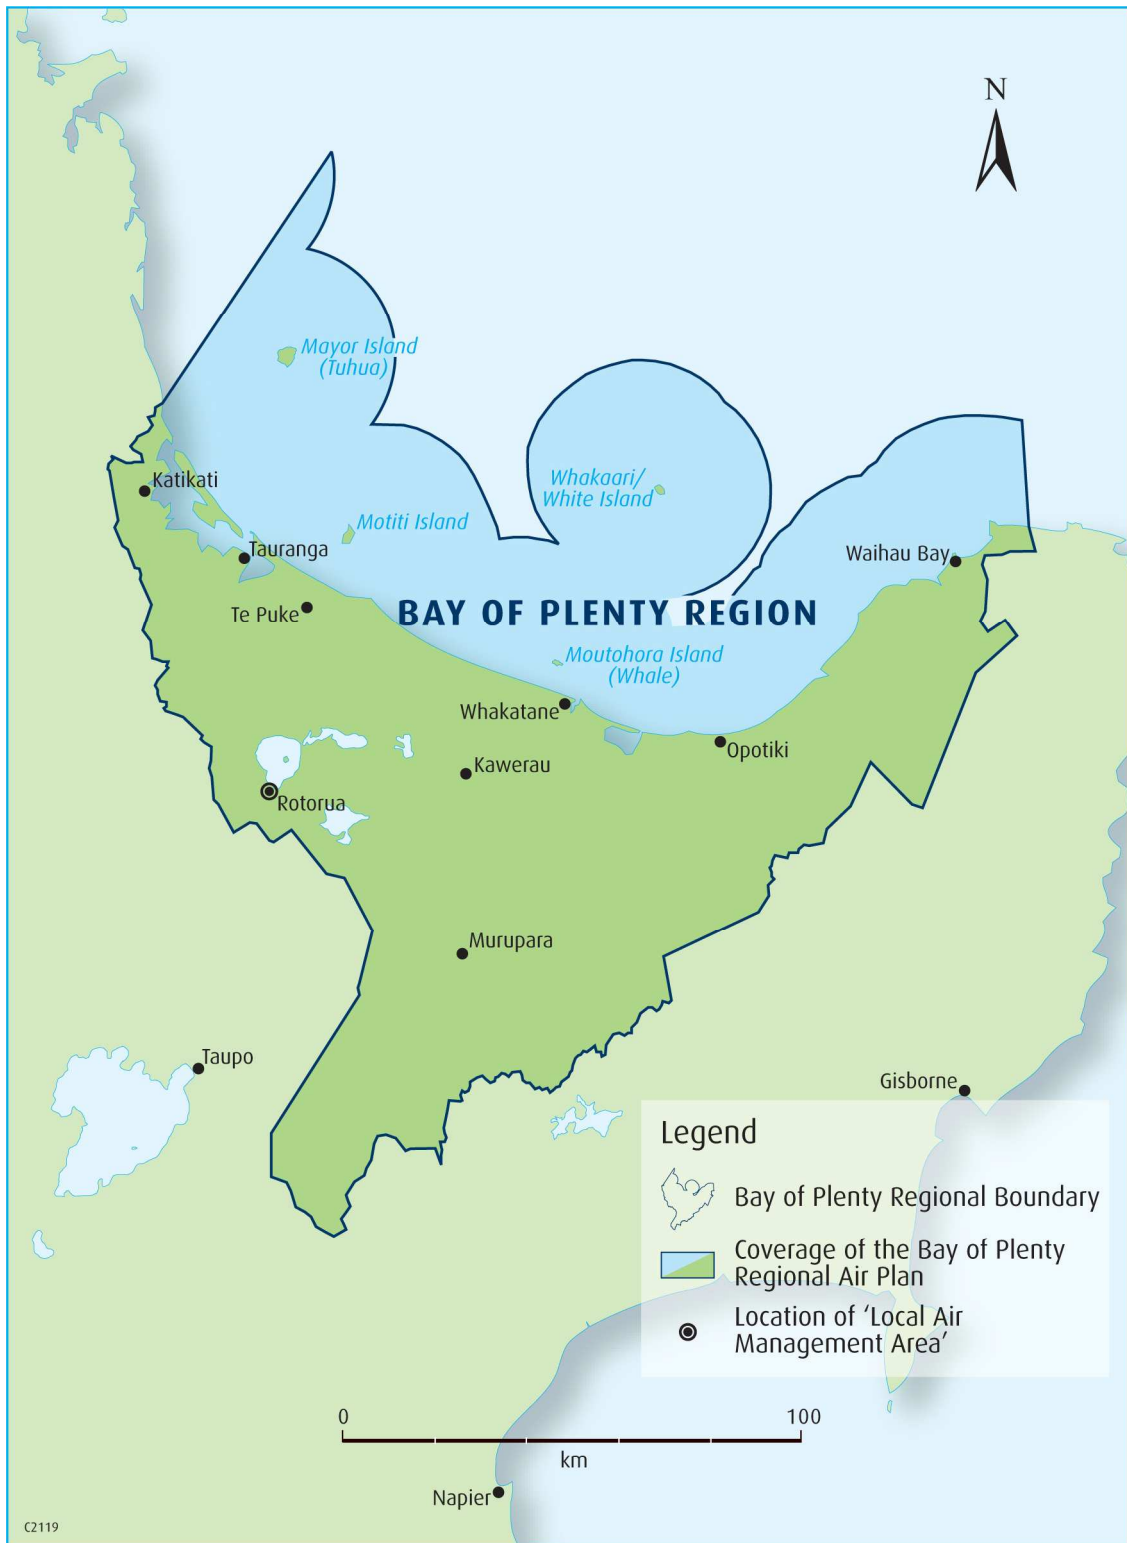 N
Mayor Island
(Tuhua)
Katikati
Whakaari/
White Island
Motiti Island
Tauranga
Waihau Bay
Te Puke
BAY OF PLENTY REGION
Moutohora Island
(Whale)
Whakatane
Opotiki
Kawerau
Rotorua
Murupara
Taupo
Gisborne
Legend
Bay of Plenty Regional Boundary
Coverage of the Bay of Plenty
Regional Air Plan
Location of ‘Local Air
Management Area’
0 100
km
Napier
C2119